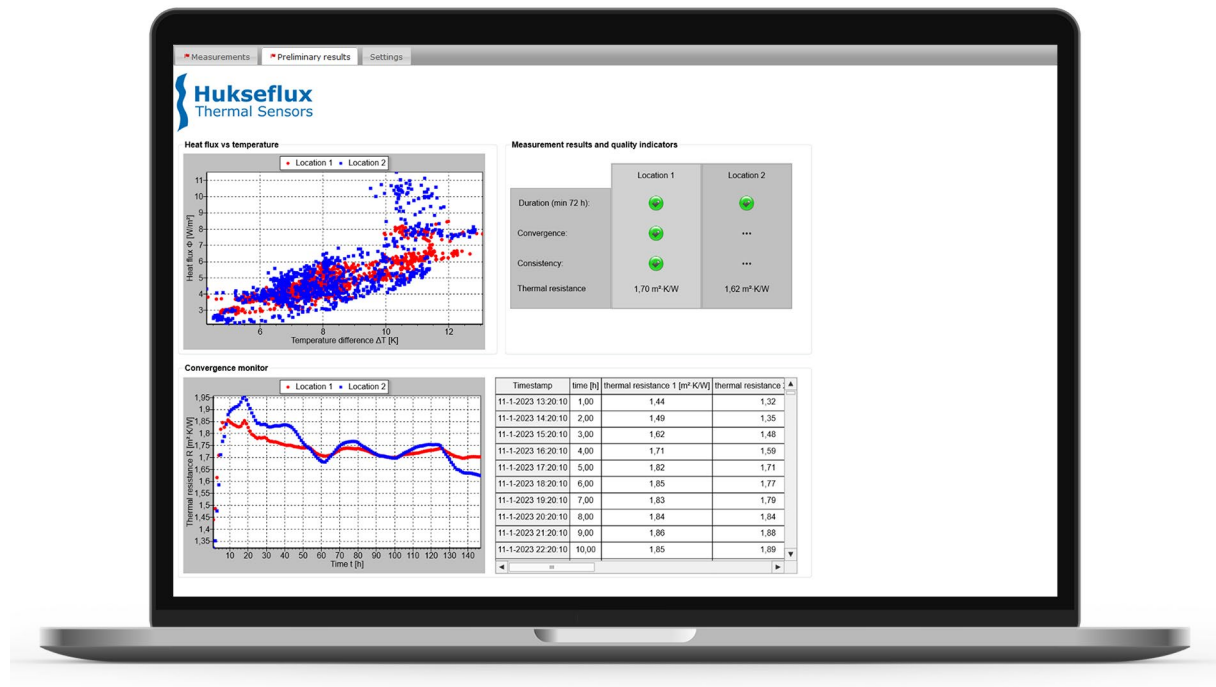 Measurements Preliminary results Settings
Hukseflux
Thermal Sensors
Heat flux vs temperature
Location 1 Location 2
11
10
9
8
7
6
5
4
3
Heat flux Φ [W/m²]
6 8 10 12
Temperature difference ΔT [K]
Measurement results and quality indicators
Location 1 Location 2
Duration (min 72 h):
Convergence: ...
Consistency: ...
Thermal resistance 1,70 m²·K/W 1,62 m²·K/W
Convergence monitor
Location 1 Location 2
1,95
1,9
1,85
1,8
1,75
1,7
1,65
1,6
1,55
1,5
1,45
1,4
1,35
Thermal resistance R [m²·K/W]
10 20 30 40 50 60 70 80 90 100 110 120 130 140
Time t [h]
Timestamp time [h] thermal resistance 1 [m²·K/W] thermal resistance
11-1-2023 13:20:10 1,00 1,44 1,32
11-1-2023 14:20:10 2,00 1,49 1,35
11-1-2023 15:20:10 3,00 1,62 1,48
11-1-2023 16:20:10 4,00 1,71 1,59
11-1-2023 17:20:10 5,00 1,82 1,71
11-1-2023 18:20:10 6,00 1,85 1,77
11-1-2023 19:20:10 7,00 1,83 1,79
11-1-2023 20:20:10 8,00 1,84 1,84
11-1-2023 21:20:10 9,00 1,86 1,88
11-1-2023 22:20:10 10,00 1,85 1,89